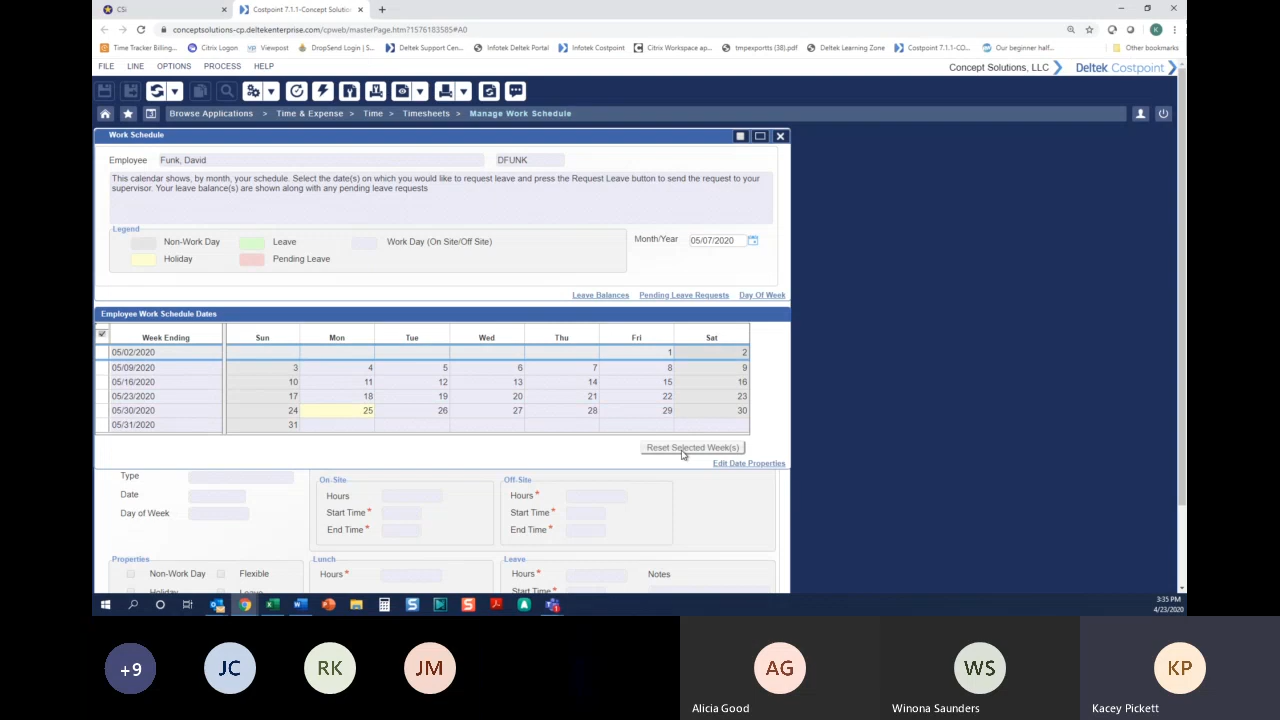 CSi
Costpoint 7.1.1-Concept Solution
conceptsolutions-cp.deltekenterprise.com/cpweb/masterPage.htm?1576183585#A0
K
Time Tracker Billing...
Citrix Logon
Viewpost
DropSend | Login | S...
Deltek Support Cen...
Infotek Deltek Portal
Infotek Costpoint
Citrix Workspace ap...
tmpexportts (38).pdf
Deltek Learning Zone
Costpoint 7.1.1-CO...
Our beginner half...
Other bookmarks
FILE LINE OPTIONS PROCESS HELP
Concept Solutions, LLC
Deltek Costpoint
Browse Applications > Time & Expense > Time > Timesheets > Manage Work Schedule
Work Schedule
Employee Funk, David DFUNK
This calendar shows, by month, your schedule. Select the date(s) on which you would like to request leave and press the Request Leave button to send the request to your
supervisor. Your leave balance(s) are shown along with any pending leave requests
Legend
Non-Work Day Leave Work Day (On Site/Off Site)
Holiday Pending Leave
Month/Year 05/07/2020
Leave Balances Pending Leave Requests Day Of Week
Employee Work Schedule Dates
Week Ending Sun Mon Tue Wed Thu Fri Sat
05/02/2020 1 2
05/09/2020 3 4 5 6 7 8 9
05/16/2020 10 11 12 13 14 15 16
05/23/2020 17 18 19 20 21 22 23
05/30/2020 24 25 26 27 28 29 30
05/31/2020 31
Reset Selected Week(s)
Edit Date Properties
Type
Date
Day of Week
On-Site
Hours
Start Time *
End Time *
Off-Site
Hours *
Start Time *
End Time *
Properties
Non-Work Day Flexible
Holiday Leave
Lunch
Hours *
Leave
Hours * Notes
Start Time *
3:35 PM
4/23/2020
+9
JC
RK
JM
AG
Alicia Good
WS
Winona Saunders
KP
Kacey Pickett